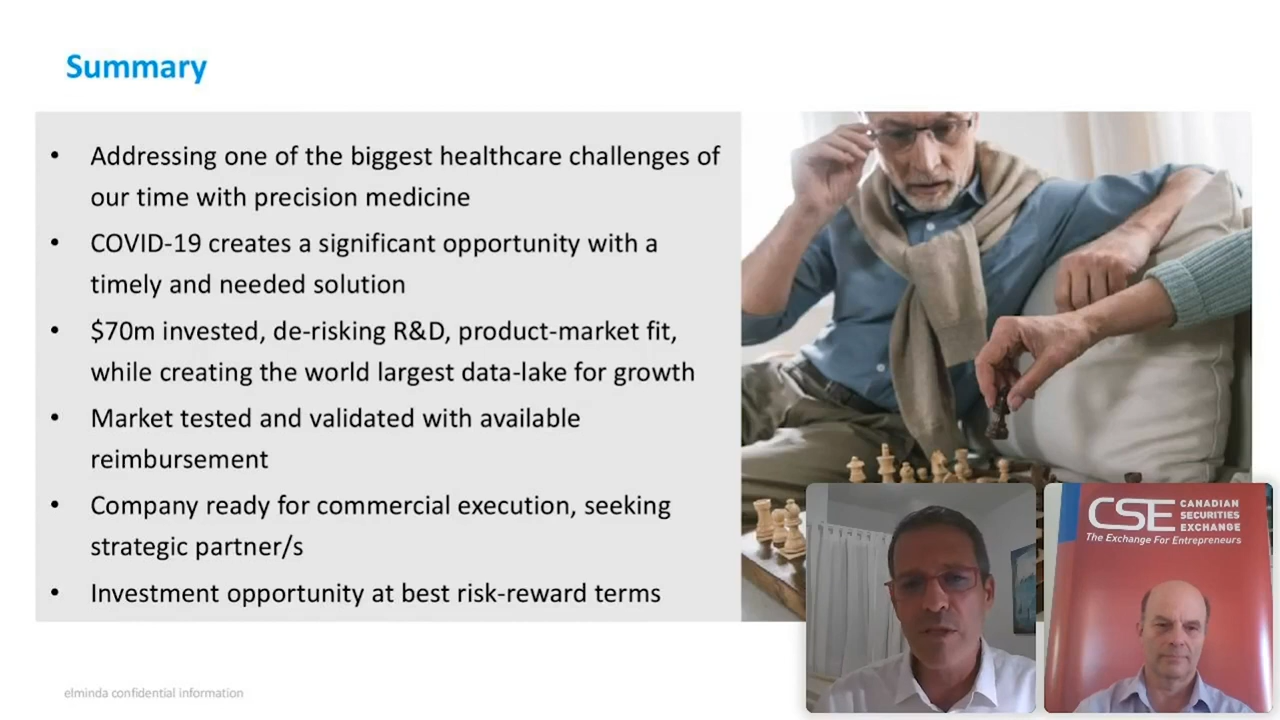 Summary
• Addressing one of the biggest healthcare challenges of
our time with precision medicine
• COVID-19 creates a significant opportunity with a
timely and needed solution
• $70m invested, de-risking R&D, product-market fit,
while creating the world largest data-lake for growth
• Market tested and validated with available
reimbursement
• Company ready for commercial execution, seeking
strategic partner/s
• Investment opportunity at best risk-reward terms
elminda confidential information
CSE CANADIAN
SECURITIES
EXCHANGE
The Exchange For Entrepreneurs